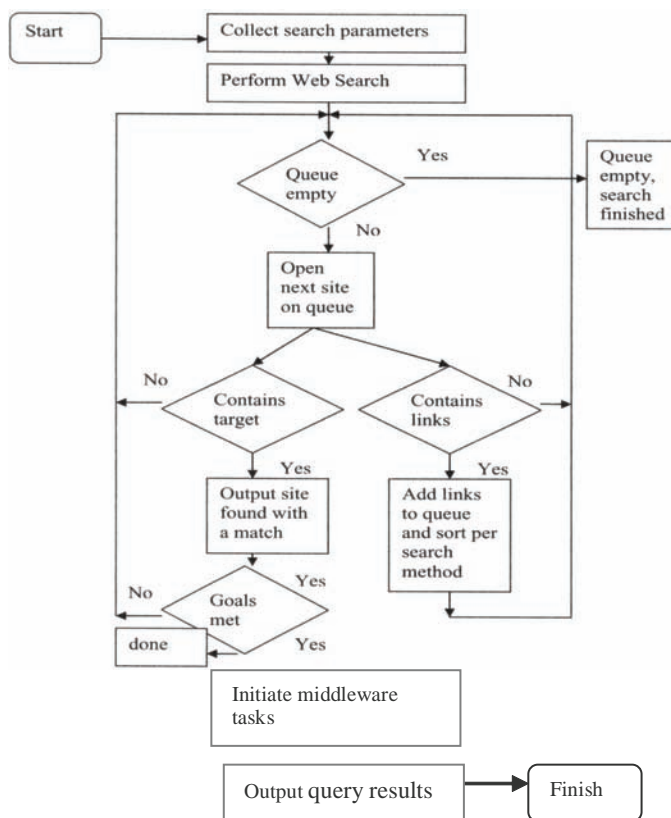 Start
Collect search parameters
Perform Web Search
Yes
Queue
empty
Queue
empty,
search
finished
No
Open
next site
on queue
No
Contains
target
Contains
links
No
Yes
Yes
Output site
found with
a match
Add links
to queue
and sort per
search
method
No
Yes
Goals
met
done
Yes
Initiate middleware
tasks
Output query results
Finish